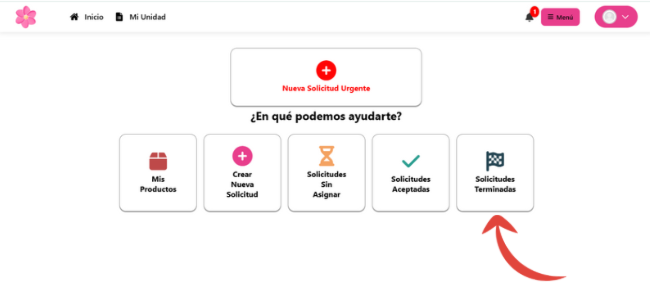 Inicio
Mi Unidad
1
Menú
Nueva Solicitud Urgente
¿En qué podemos ayudarte?
Mis
Productos
Crear
Nueva
Solicitud
Solicitudes
Sin
Asignar
Solicitudes
Aceptadas
Solicitudes
Terminadas